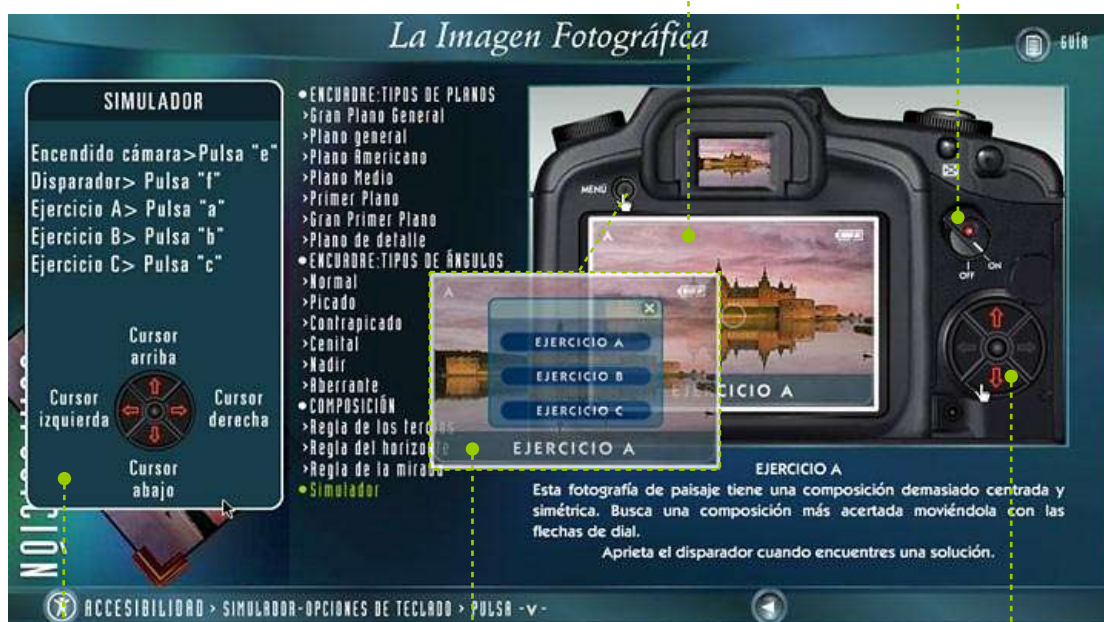 La Imagen Fotográfica
GUÍA
SIMULADOR
Encendido cámara>Pulsa "e"
Disparador> Pulsa "f"
Ejercicio A> Pulsa "a"
Ejercicio B> Pulsa "b"
Ejercicio C> Pulsa "c"
Cursor
arriba
Cursor
izquierda
Cursor
derecha
Cursor
abajo
•ENCUADRE:TIPOS DE PLANOS
>Gran Plano General
>Plano general
>Plano Americano
>Plano Medio
>Primer Plano
>Gran Primer Plano
>Plano de detalle
•ENCUADRE:TIPOS DE ÁNGULOS
>Normal
>Picado
>Contrapicado
>Cenital
>Nadir
>Aberrante
•COMPOSICIÓN
>Regla de los
>Regla del
>Regla de la mirada
•Simulador
MENÚ
A
OFF
ON
CICIO A
A
EJERCICIO A
EJERCICIO B
EJERCICIO C
EJERCICIO A
EJERCICIO A
Esta fotografía de paisaje tiene una composición demasiado centrada y
simétrica. Busca una composición más acertada moviéndola con las
flechas de dial.
Aprieta el disparador cuando encuentres una solución.
ACCESIBILIDAD > SIMULADOR-OPCIONES DE TECLADO > PULSA -v-